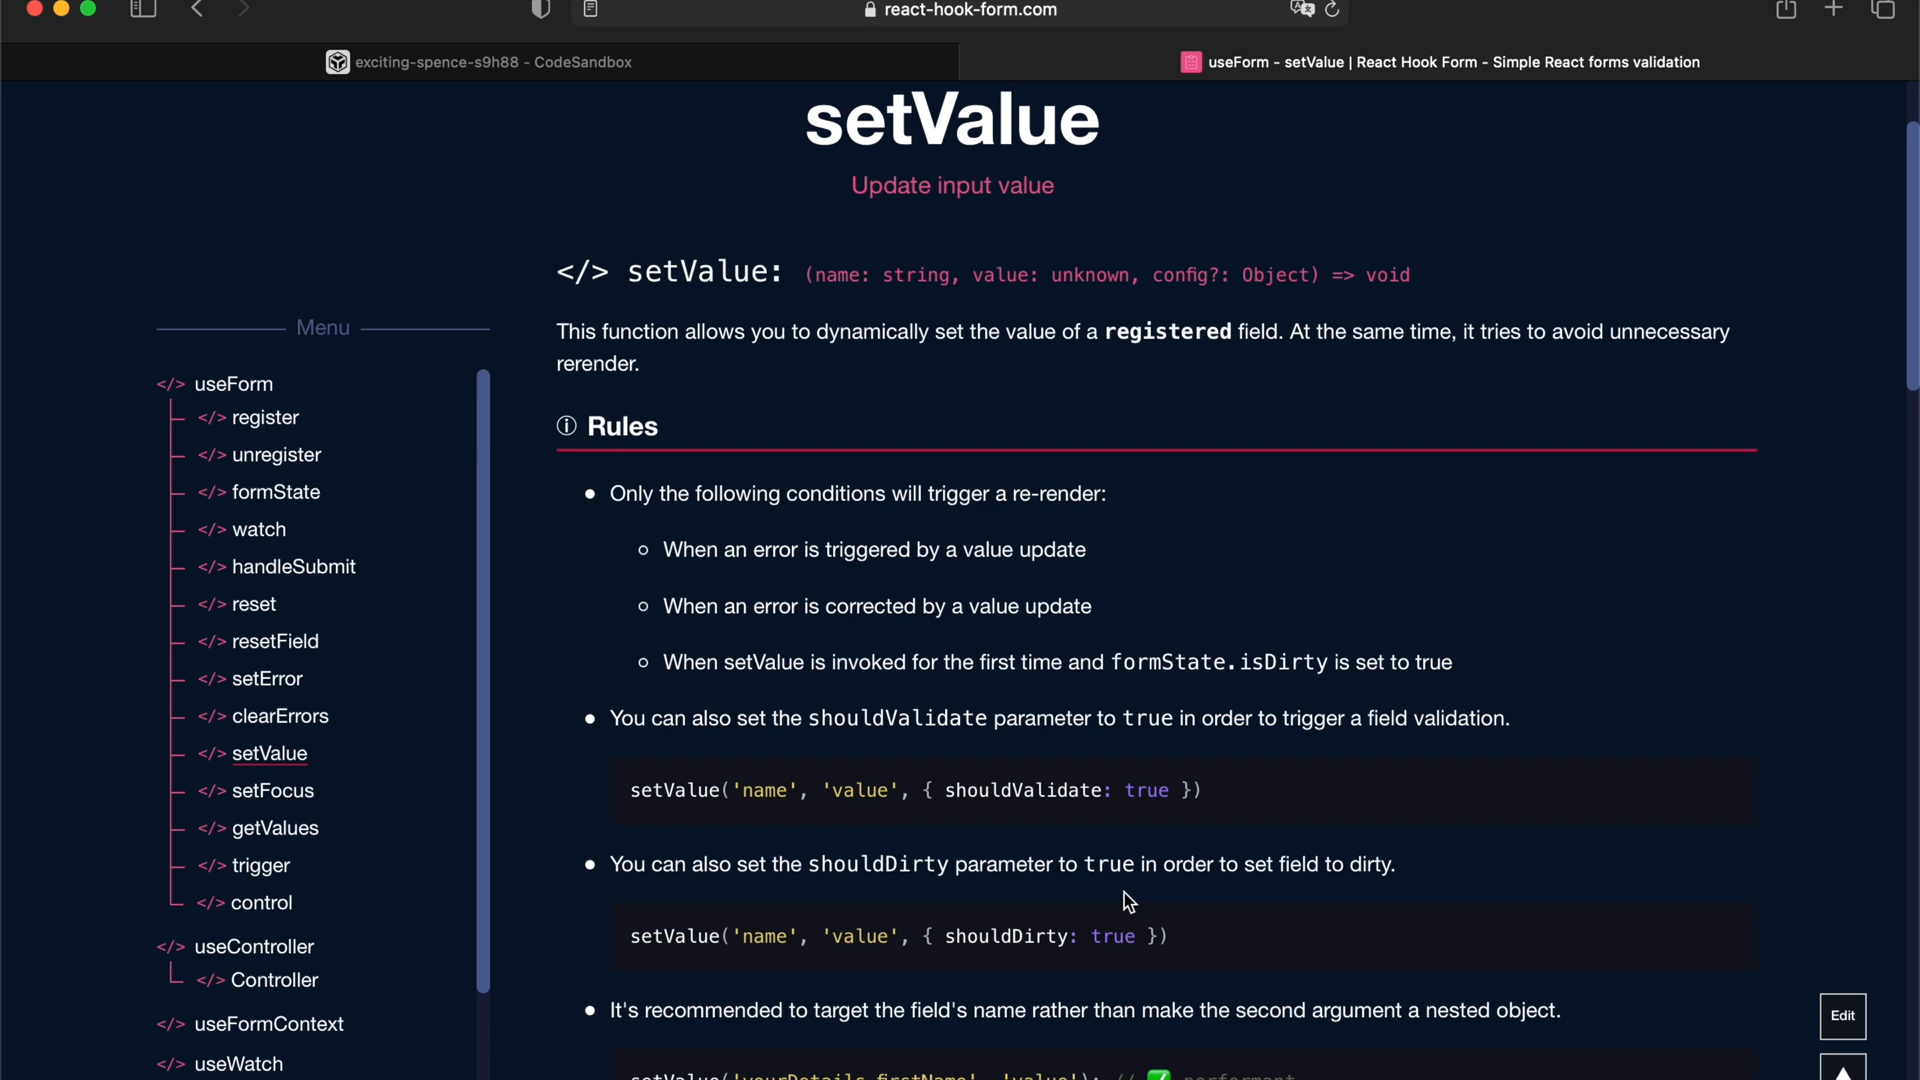 react-hook-form.com
exciting-spence-s9h88 - CodeSandbox
useForm - setValue | React Hook Form - Simple React forms validation
setValue
Update input value
</> setValue: (name: string, value: unknown, config?: Object) => void
This function allows you to dynamically set the value of a registered field. At the same time, it tries to avoid unnecessary
rerender.
Menu
</> useForm
</> register
</> unregister
</> formState
</> watch
</> handleSubmit
</> reset
</> resetField
</> setError
</> clearErrors
</> setValue
</> setFocus
</> getValues
</> trigger
</> control
</> useController
</> Controller
</> useFormContext
</> useWatch
Rules
Only the following conditions will trigger a re-render:
When an error is triggered by a value update
When an error is corrected by a value update
When setValue is invoked for the first time and formState.isDirty is set to true
You can also set the shouldValidate parameter to true in order to trigger a field validation.
setValue('name', 'value', { shouldValidate: true })
You can also set the shouldDirty parameter to true in order to set field to dirty.
setValue('name', 'value', { shouldDirty: true })
It's recommended to target the field's name rather than make the second argument a nested object.
setValue('yourDetails.firstName', 'value'); // ✅ performant
Edit